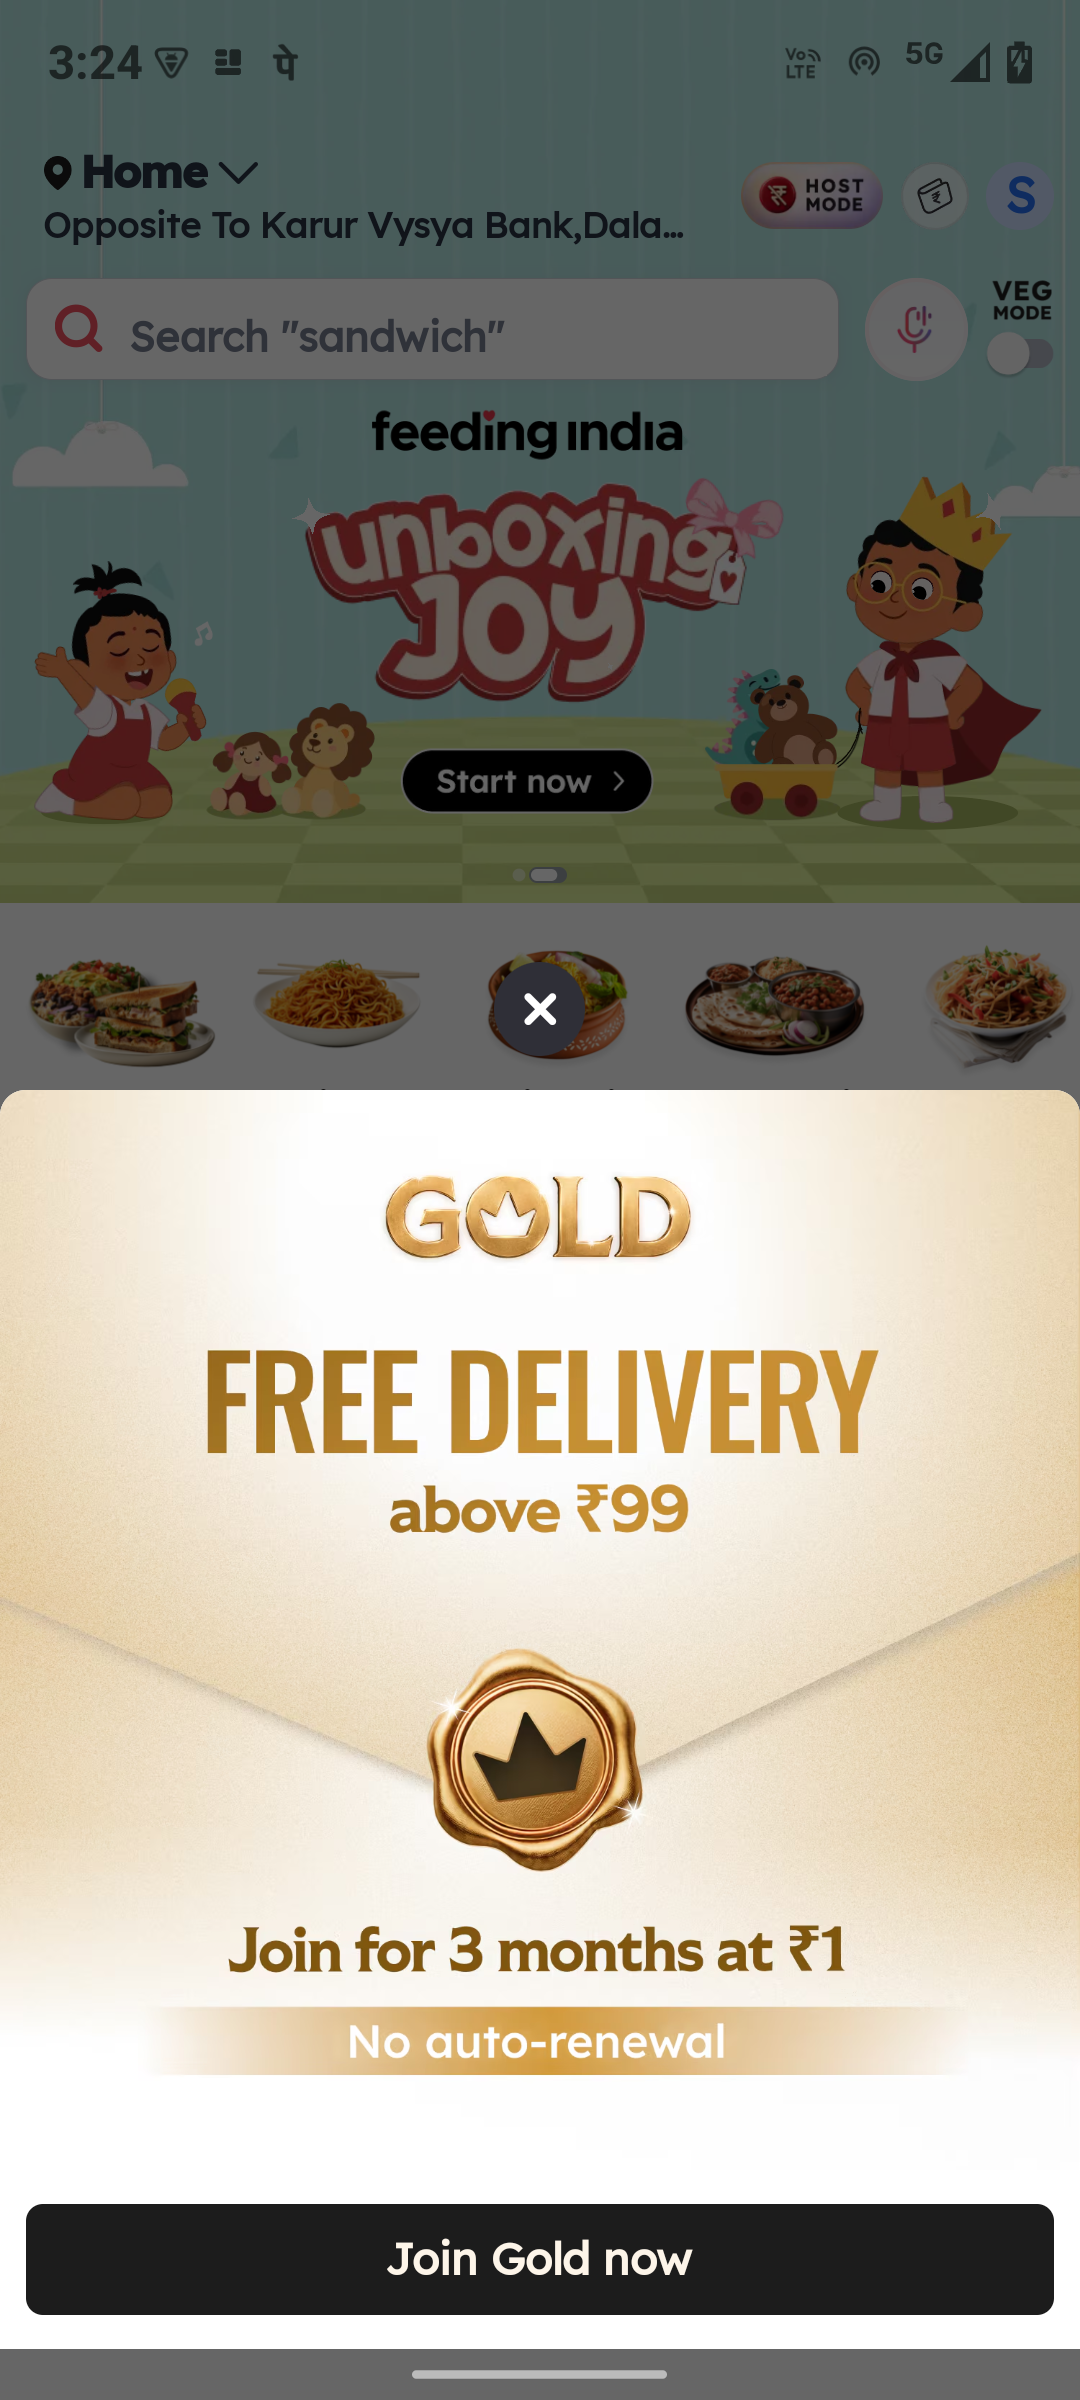 3:24 पे Vo LTE 5G
Home
HOST MODE
S
Opposite To Karur Vysya Bank,Dala...
Search "sandwich"
VEG MODE
feeding india
unboxing
JOY
Start now
GOLD
FREE DELIVERY
above ₹99
Join for 3 months at ₹1
No auto-renewal
Join Gold now